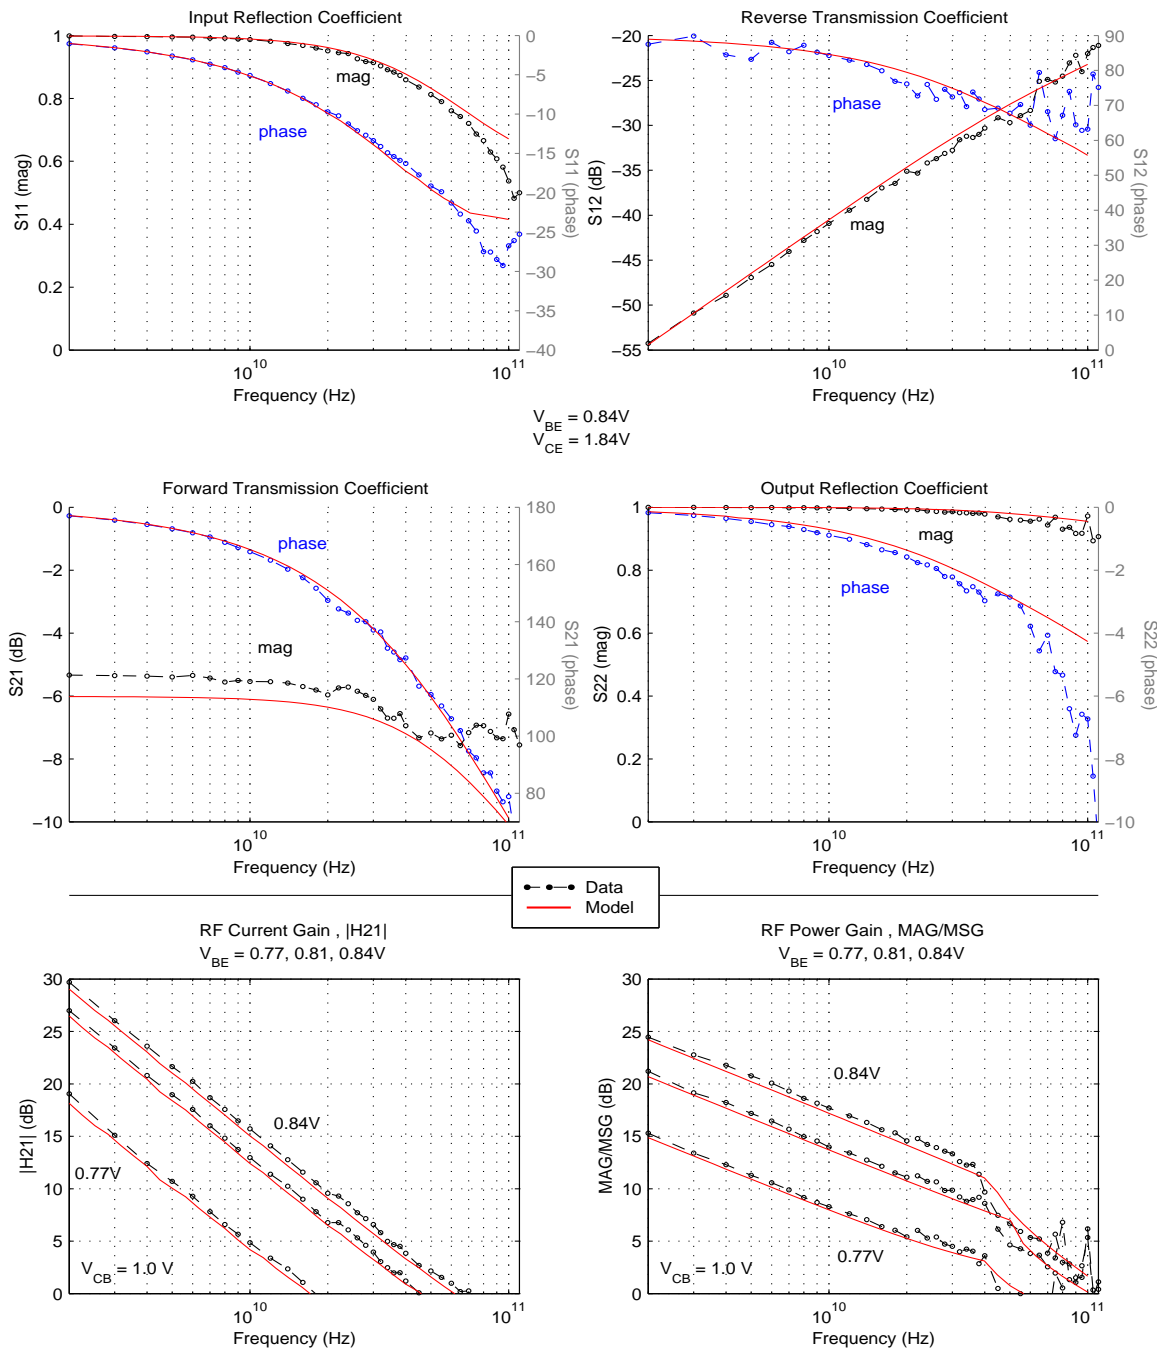 Input Reflection Coefficient
Reverse Transmission Coefficient
1
0.8
0.6
0.4
0.2
0
S11 (mag)
0
−5
−10
−15
−20
−25
−30
−35
−40
S11 (phase)
mag
phase
10^10
10^11
Frequency (Hz)
−20
−25
−30
−35
−40
−45
−50
−55
S12 (dB)
90
80
70
60
50
40
30
20
10
0
S12 (phase)
phase
mag
10^10
10^11
Frequency (Hz)
V_BE = 0.84V
V_CE = 1.84V
Forward Transmission Coefficient
Output Reflection Coefficient
0
−2
−4
−6
−8
−10
S21 (dB)
180
160
140
120
100
80
S21 (phase)
phase
mag
10^10
10^11
Frequency (Hz)
1
0.8
0.6
0.4
0.2
0
S22 (mag)
0
−2
−4
−6
−8
−10
S22 (phase)
mag
phase
10^10
10^11
Frequency (Hz)
Data
Model
RF Current Gain , |H21|
V_BE = 0.77, 0.81, 0.84V
RF Power Gain , MAG/MSG
V_BE = 0.77, 0.81, 0.84V
30
25
20
15
10
5
0
|H21| (dB)
0.84V
0.77V
V_CB = 1.0 V
10^10
10^11
Frequency (Hz)
30
25
20
15
10
5
0
MAG/MSG (dB)
0.84V
0.77V
V_CB = 1.0 V
10^10
10^11
Frequency (Hz)